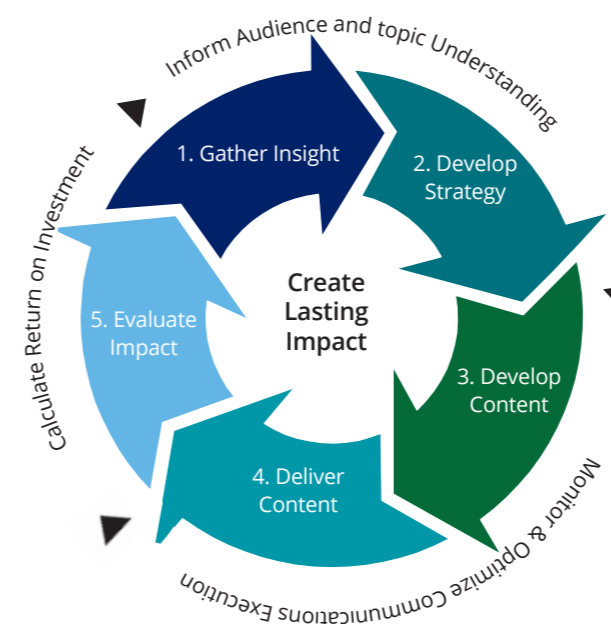 Inform Audience and topic Understanding
1. Gather Insight
2. Develop
Strategy
Calculate Return on Investment
Create
Lasting
Impact
5. Evaluate
Impact
3. Develop
Content
4. Deliver
Content
Monitor & Optimize Communications Execution